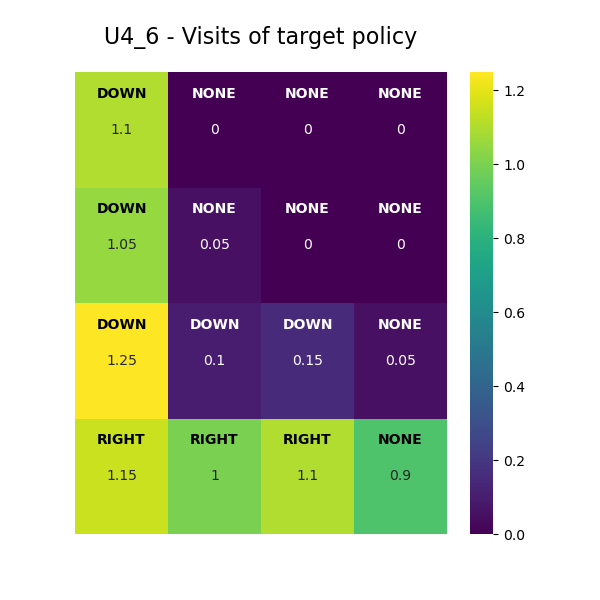 U4_6 - Visits of target policy
DOWN NONE NONE NONE
1.1 0 0 0
DOWN NONE NONE NONE
1.05 0.05 0 0
DOWN DOWN DOWN NONE
1.25 0.1 0.15 0.05
RIGHT RIGHT RIGHT NONE
1.15 1 1.1 0.9
1.2
1.0
0.8
0.6
0.4
0.2
0.0